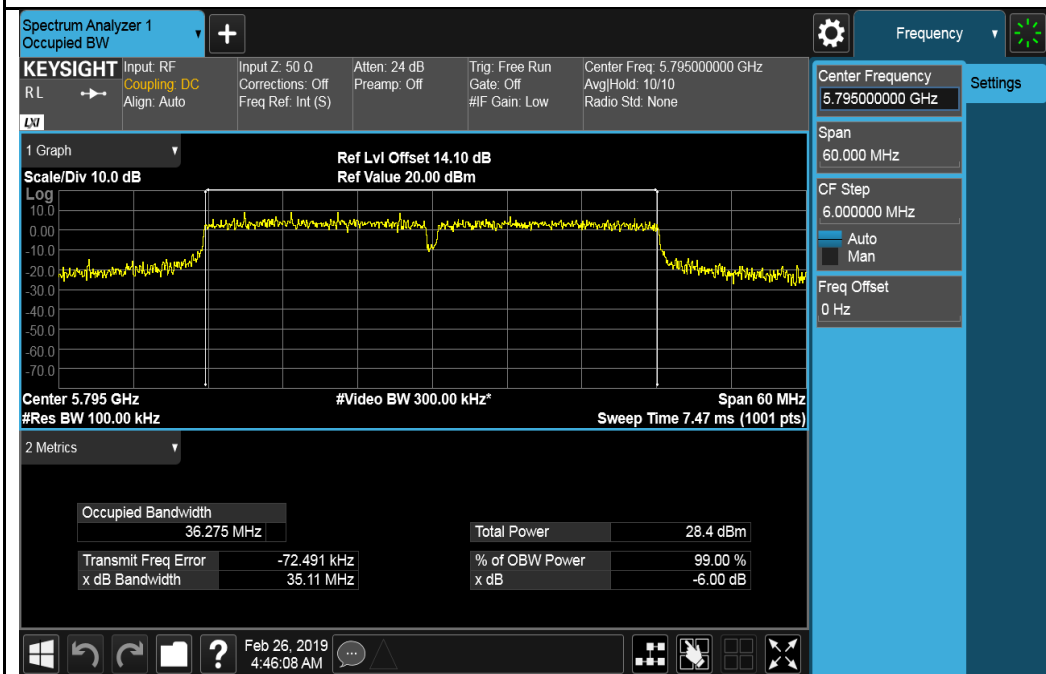 Spectrum Analyzer 1
Occupied BW
+
Frequency
KEYSIGHT
RL
LXI
Input: RF
Coupling: DC
Align: Auto
Input Z: 50 Ω
Corrections: Off
Freq Ref: Int (S)
Atten: 24 dB
Preamp: Off
Trig: Free Run
Gate: Off
#IF Gain: Low
Center Freq: 5.795000000 GHz
Avg|Hold: 10/10
Radio Std: None
Center Frequency
5.795000000 GHz
Settings
Span
60.000 MHz
CF Step
6.000000 MHz
Auto
Man
Freq Offset
0 Hz
1 Graph
Ref Lvl Offset 14.10 dB
Scale/Div 10.0 dB
Ref Value 20.00 dBm
Log
10.0
0.00
-10.0
-20.0
-30.0
-40.0
-50.0
-60.0
-70.0
Center 5.795 GHz
#Video BW 300.00 kHz*
Span 60 MHz
#Res BW 100.00 kHz
Sweep Time 7.47 ms (1001 pts)
2 Metrics
Occupied Bandwidth
36.275 MHz
Total Power 28.4 dBm
Transmit Freq Error -72.491 kHz
% of OBW Power 99.00 %
x dB Bandwidth 35.11 MHz
x dB -6.00 dB
?
Feb 26, 2019
4:46:08 AM